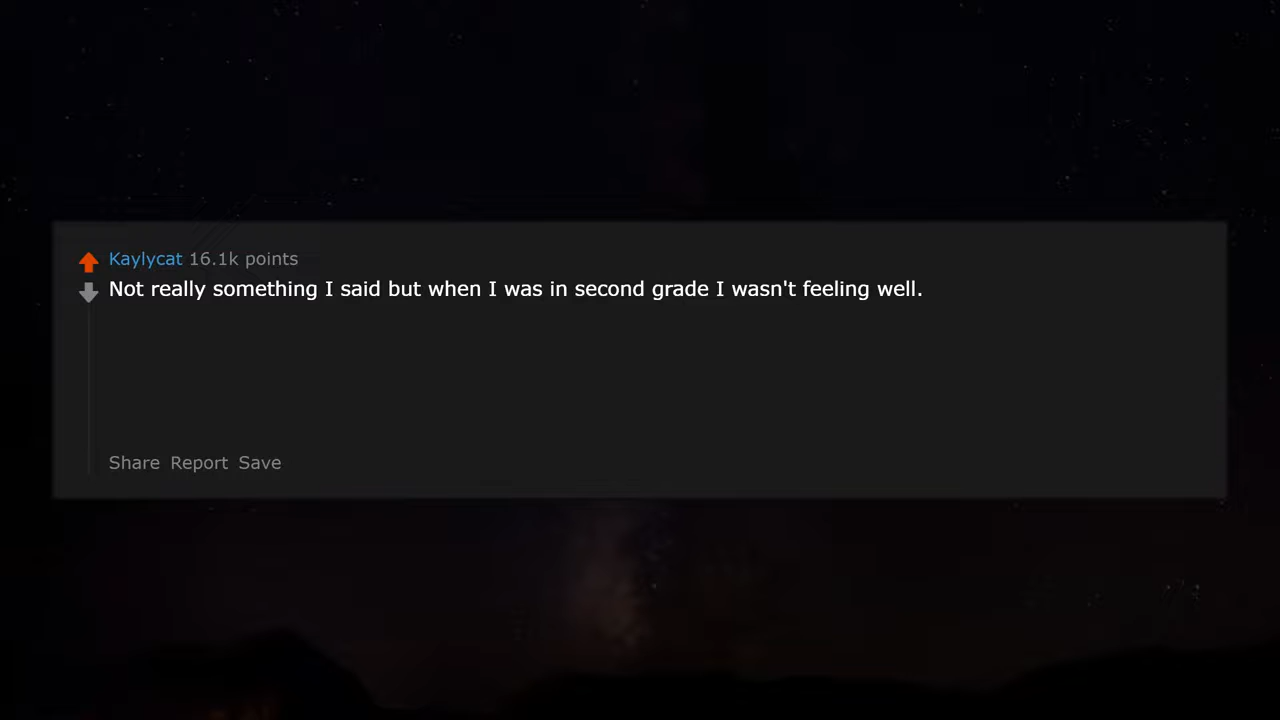 Kaylycat 16.1k points
Not really something I said but when I was in second grade I wasn't feeling well.
Share Report Save